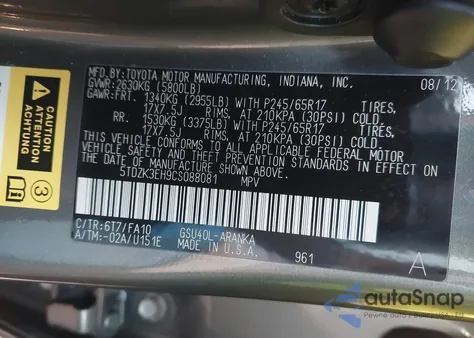 MFD. BY:TOYOTA MOTOR MANUFACTURING, INDIANA, INC. 08/12
GVWR: 2630KG (5800LB)
GAWR: FRT. 1340KG (2955LB) WITH P245/65R17 TIRES,
17X7.5J RIMS, AT 210KPA (30PSI) COLD
RR. 1530KG (3375LB) WITH P245/65R17 TIRES,
17X7.5J RIMS, AT 210KPA (30PSI) COLD
THIS VEHICLE CONFORMS TO ALL APPLICABLE FEDERAL MOTOR
VEHICLE SAFETY AND THEFT PREVENTION STANDARDS IN EFFECT ON
THE DATE OF MANUFACTURE SHOWN ABOVE.
5TDZK3EH9CS088081 MPV
C/TR:6T7/FA10 GSU40L-ARANKA
A/TM:-02A/U151E MADE IN U.S.A. 961 A
CAUTION
ATTENTION
ACHTUNG
3
autoSnap